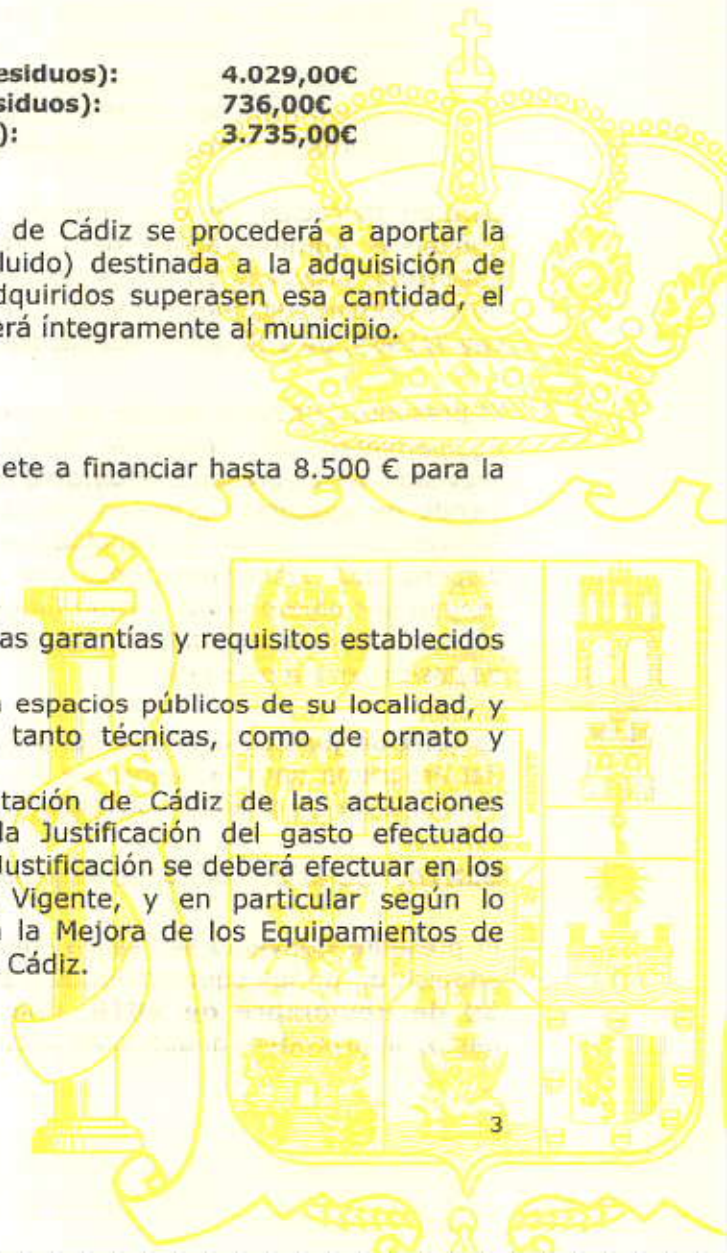 esiduos): 4.029,00€
siduos): 736,00€
): 3.735,00€
de Cádiz se procederá a aportar la
luido) destinada a la adquisición de
dquiridos superasen esa cantidad, el
erá íntegramente al municipio.
ete a financiar hasta 8.500 € para la
as garantías y requisitos establecidos
espacios públicos de su localidad, y
tanto técnicas, como de ornato y
tación de Cádiz de las actuaciones
la Justificación del gasto efectuado
Justificación se deberá efectuar en los
Vigente, y en particular según lo
la Mejora de los Equipamientos de
Cádiz.
3